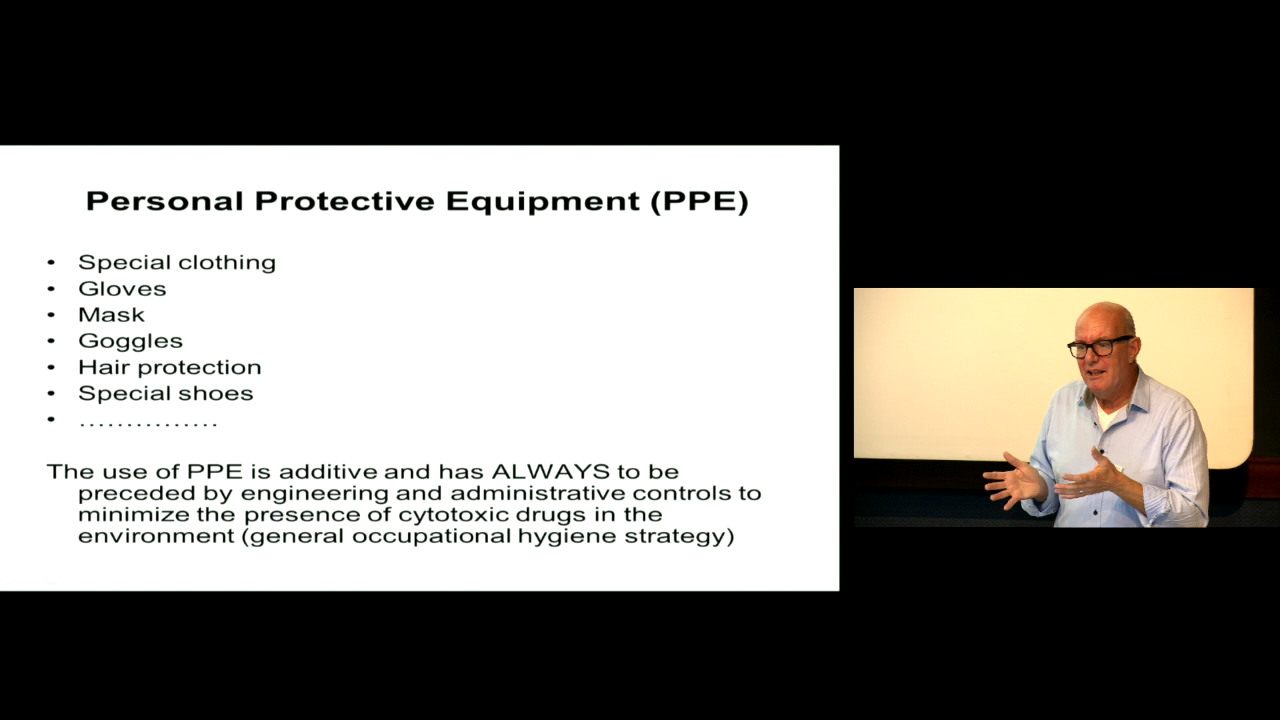 Personal Protective Equipment (PPE)
• Special clothing
• Gloves
• Mask
• Goggles
• Hair protection
• Special shoes
• ……………
The use of PPE is additive and has ALWAYS to be
preceded by engineering and administrative controls to
minimize the presence of cytotoxic drugs in the
environment (general occupational hygiene strategy)